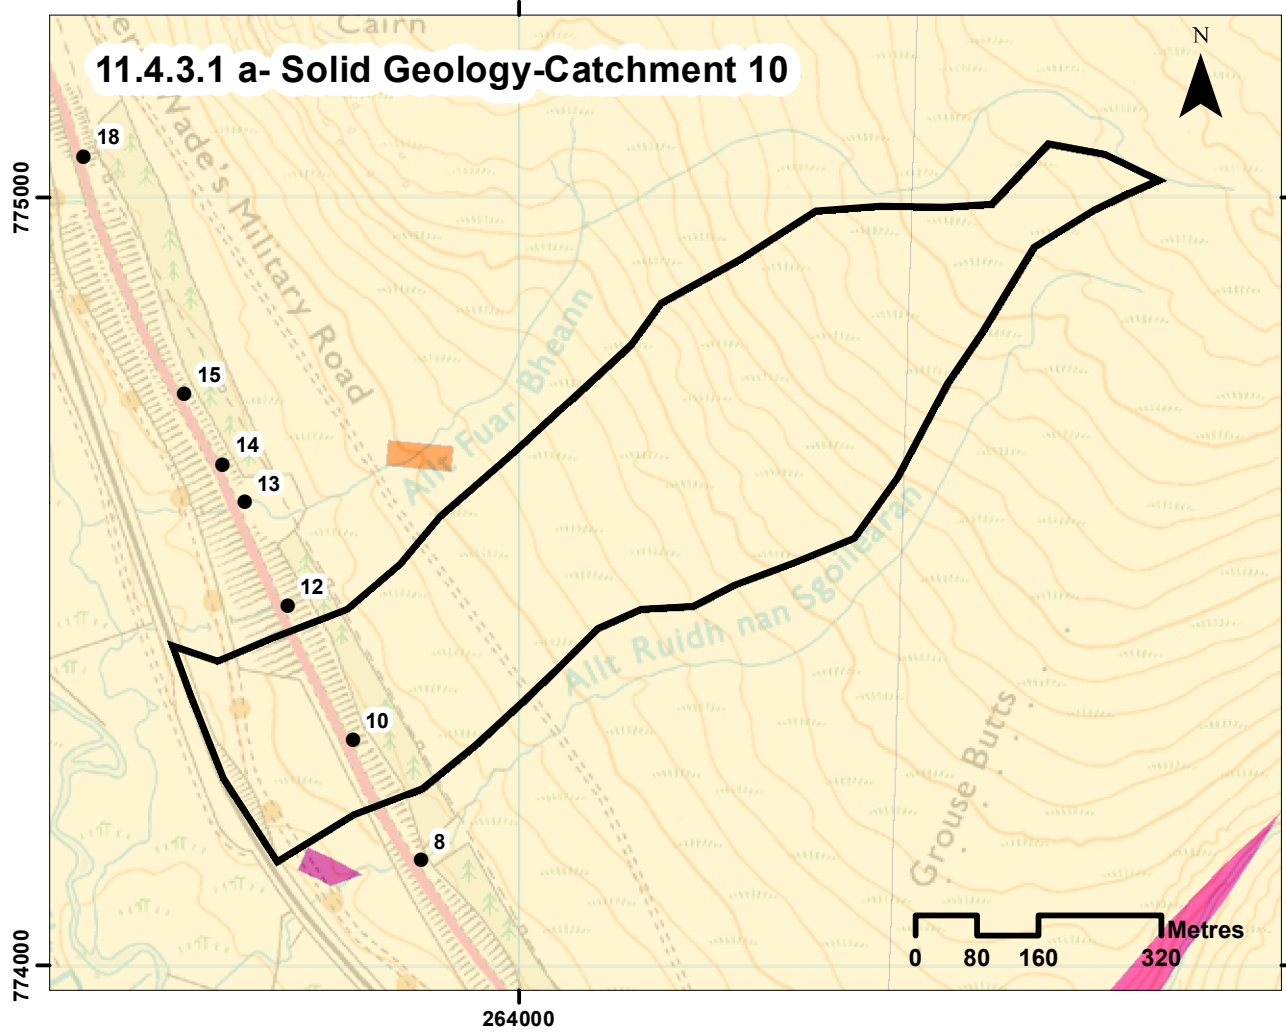 Cairn
11.4.3.1 a- Solid Geology-Catchment 10
N
18
775000
Wade's Military Road
15
14
13
Allt Fuar Bheann
12
Allt Ruidh nan Sgoilearan
10
8
Grouse Butts
Metres
0 80 160 320
774000
264000